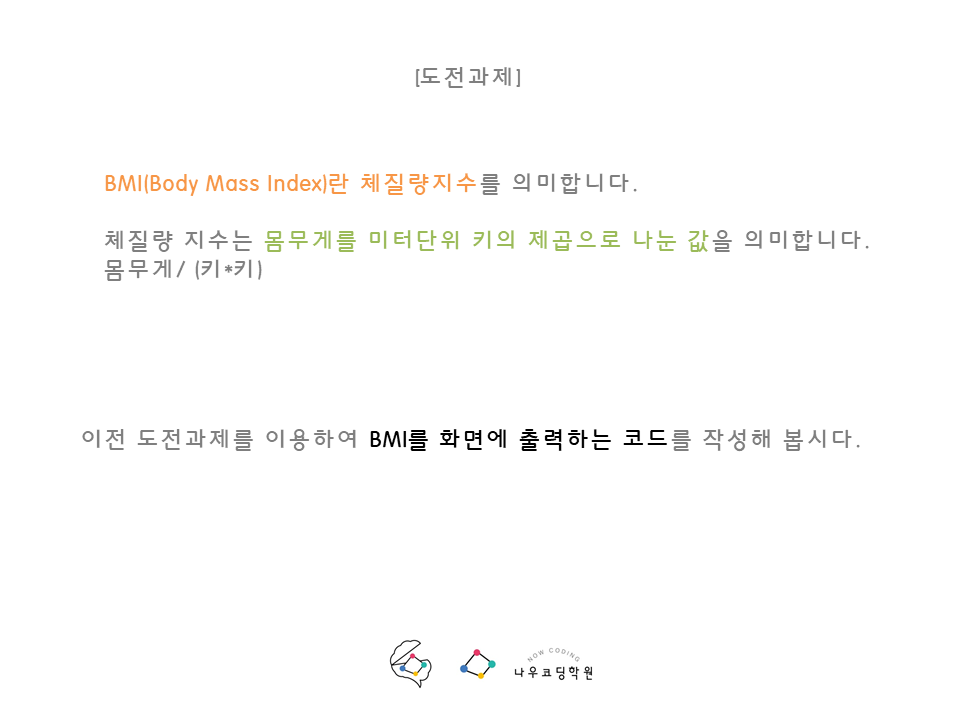 [도전과제]
BMI(Body Mass Index)란 체질량지수를 의미합니다.
체질량 지수는 몸무게를 미터단위 키의 제곱으로 나눈 값을 의미합니다.
몸무게/ (키*키)
이전 도전과제를 이용하여 BMI를 화면에 출력하는 코드를 작성해 봅시다.
NOW CODING
나우코딩학원